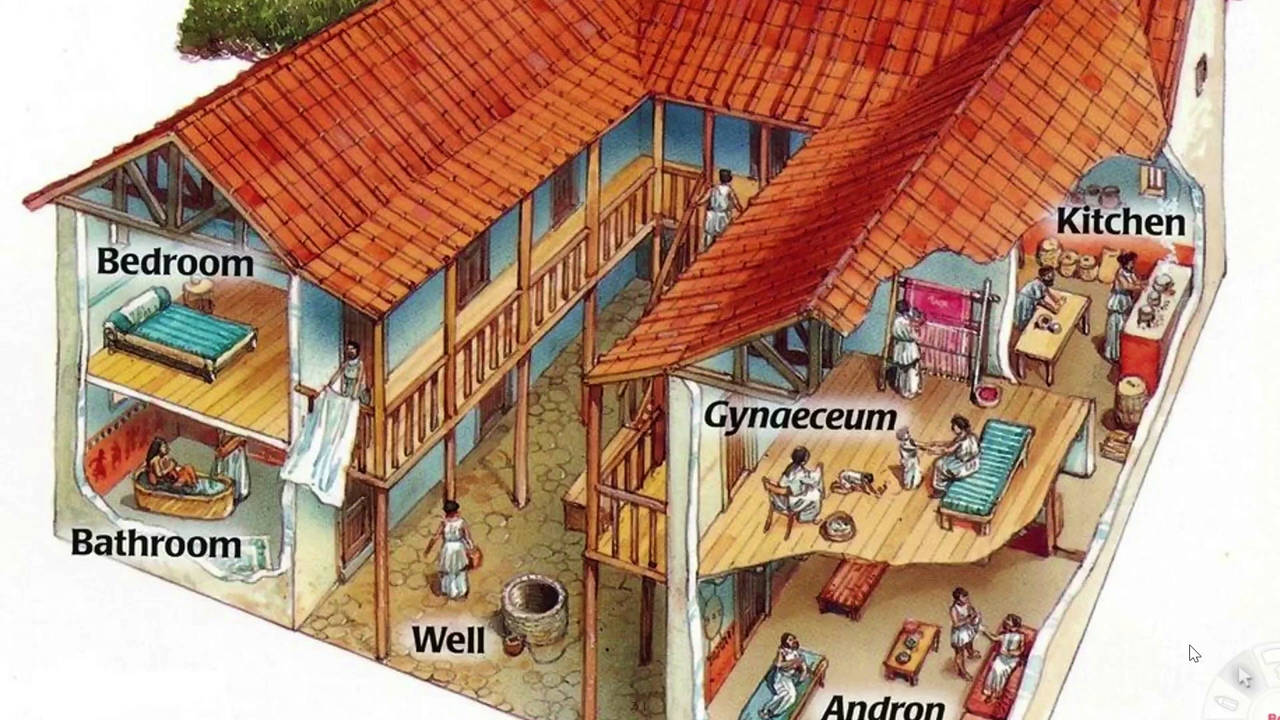 Kitchen
Bedroom
Gynaeceum
Bathroom
Well
Andron